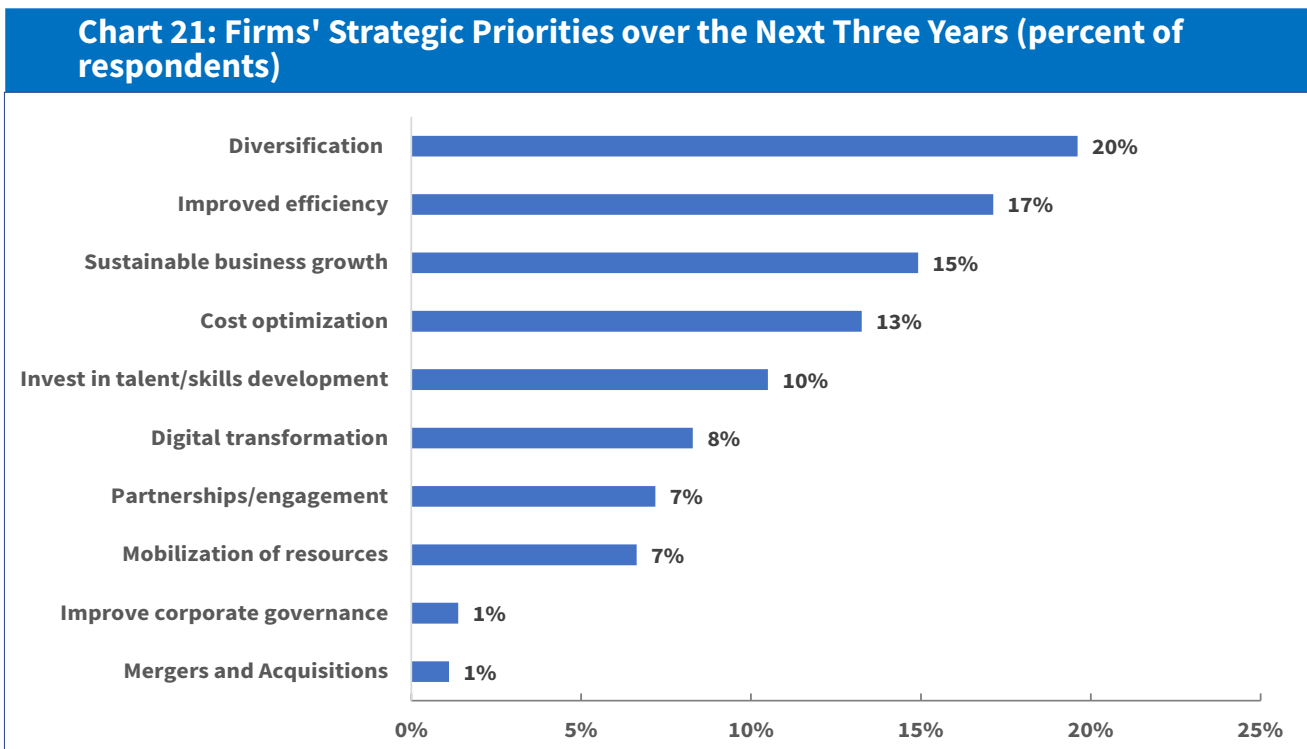 Chart 21: Firms' Strategic Priorities over the Next Three Years (percent of
respondents)
Diversification 20%
Improved efficiency 17%
Sustainable business growth 15%
Cost optimization 13%
Invest in talent/skills development 10%
Digital transformation 8%
Partnerships/engagement 7%
Mobilization of resources 7%
Improve corporate governance 1%
Mergers and Acquisitions 1%
0% 5% 10% 15% 20% 25%